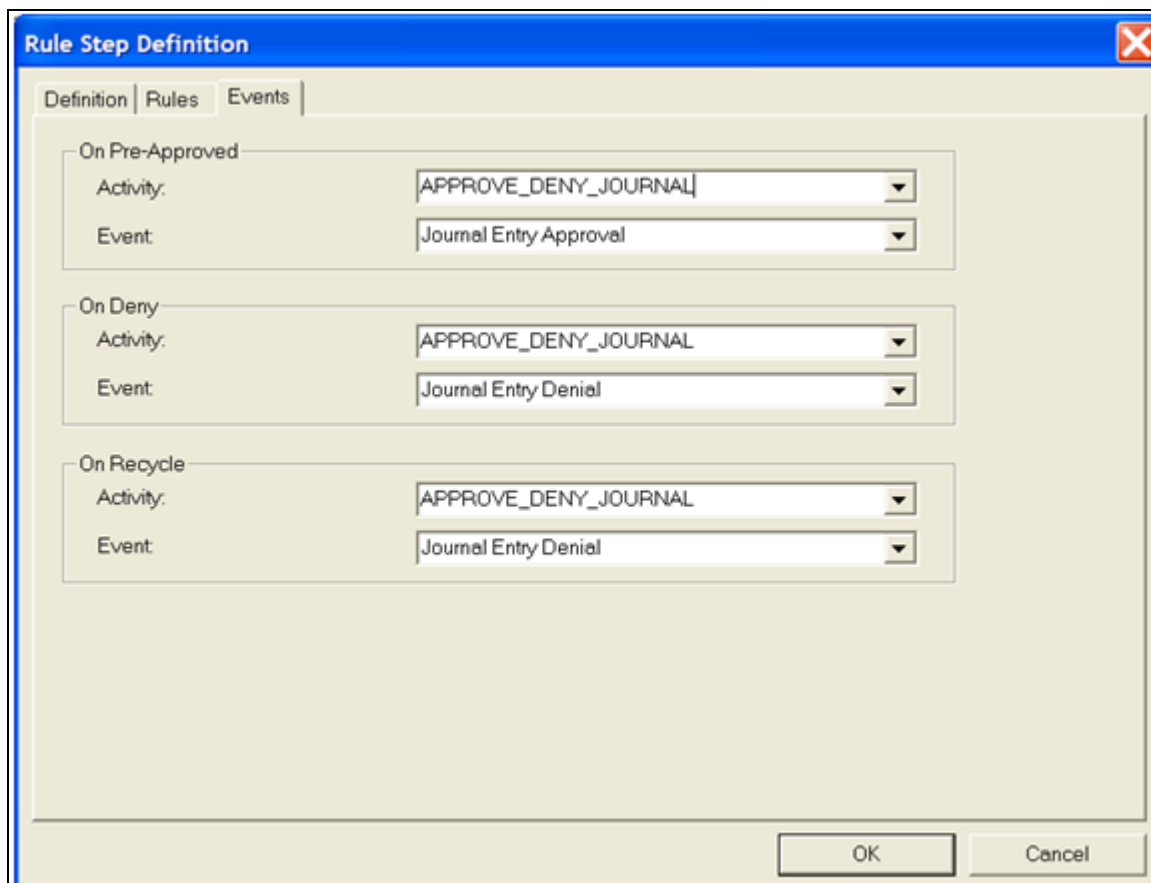 Rule Step Definition
Definition Rules Events
On Pre-Approved
Activity: APPROVE_DENY_JOURNAL
Event: Journal Entry Approval
On Deny
Activity: APPROVE_DENY_JOURNAL
Event: Journal Entry Denial
On Recycle
Activity: APPROVE_DENY_JOURNAL
Event: Journal Entry Denial
OK Cancel